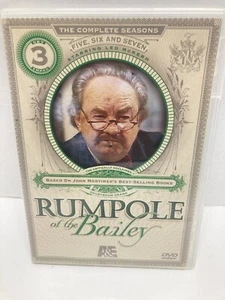 THE COMPLETE SEASONS
FIVE, SIX AND SEVEN
STARRING LEO MCKERN
3
BASED ON JOHN MORTIMER'S BEST-SELLING BOOKS
RUMPOLE
of the Bailey
A&E
DVD